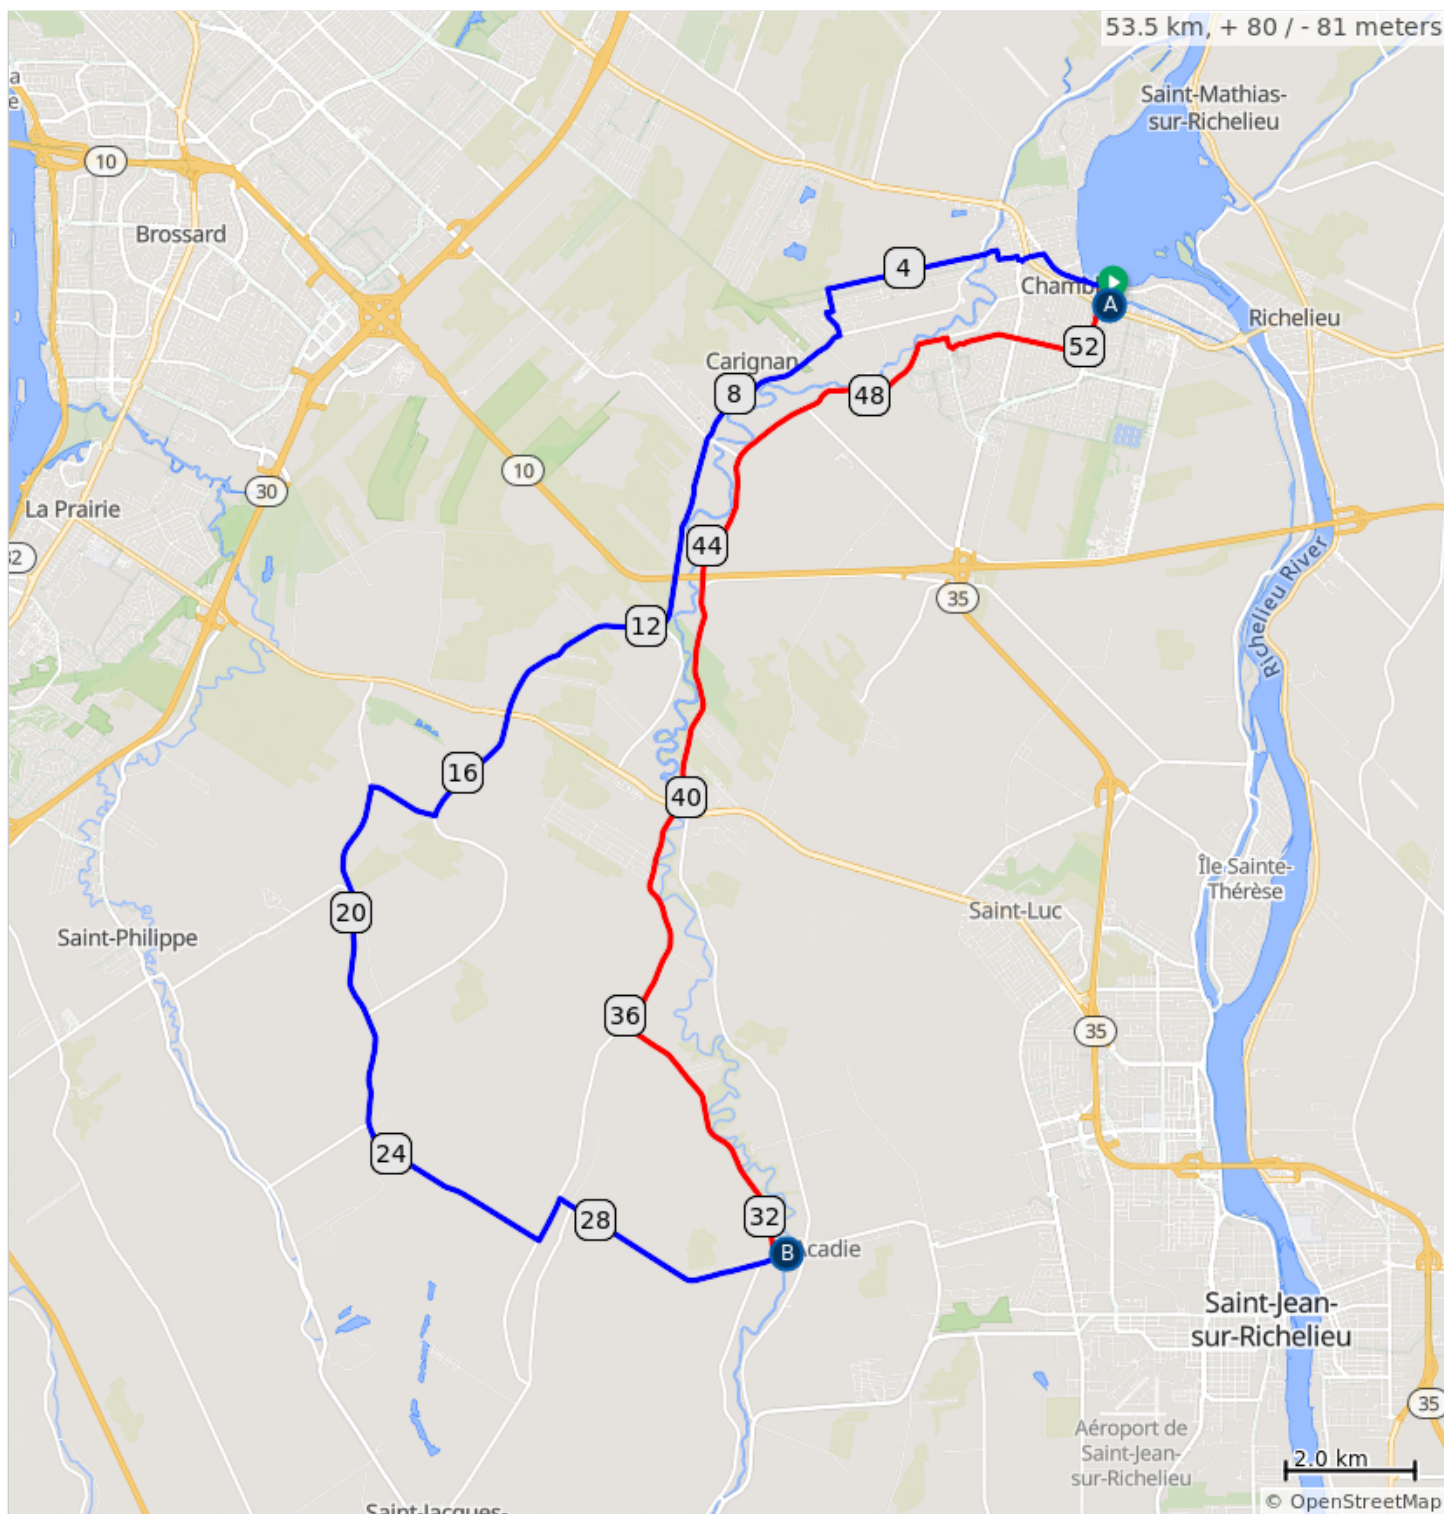 53.5 km, + 80 / - 81 meters
a
e
Saint-Mathias-
sur-Richelieu
10
Brossard
4
Chamb
A
Richelieu
52
Carignan
8
48
10
30
La Prairie
44
32
35
Richelieu River
12
16
40
Île Sainte-
Thérèse
20
Saint-Luc
Saint-Philippe
36
35
24
32
28
B
cadie
Saint-Jean-
sur-Richelieu
35
Aéroport de
Saint-Jean-
sur-Richelieu
2.0 km
Saint-Jacques-
© OpenStreetMap